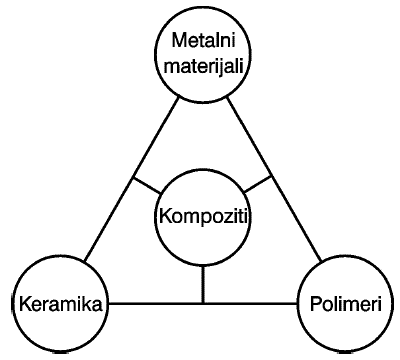 Metalni
materijali
Kompoziti
Keramika
Polimeri